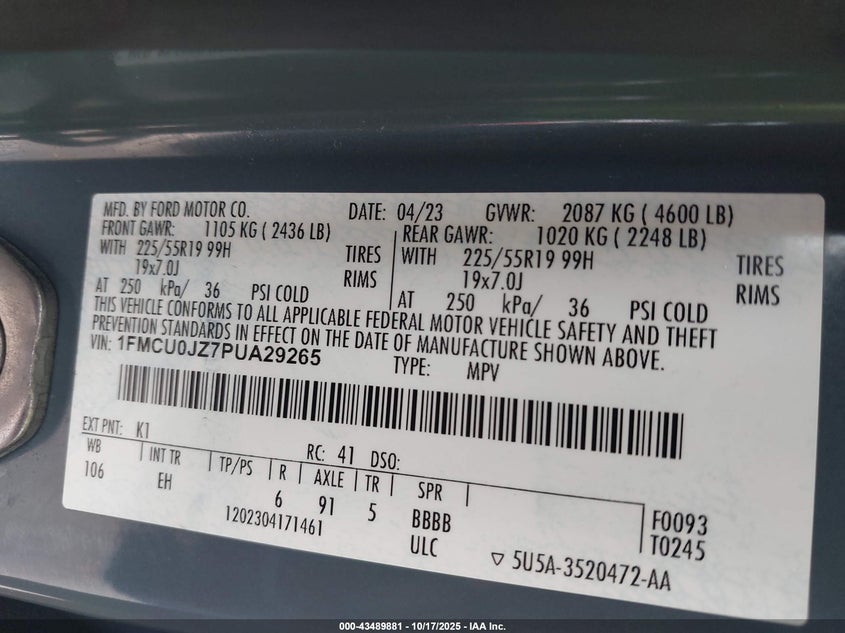 MFD. BY FORD MOTOR CO. DATE: 04/23 GVWR: 2087 KG ( 4600 LB)
FRONT GAWR: 1105 KG ( 2436 LB) REAR GAWR: 1020 KG ( 2248 LB)
WITH 225/55R19 99H TIRES WITH 225/55R19 99H TIRES
19x7.0J RIMS 19x7.0J RIMS
AT 250 kPa/ 36 PSI COLD AT 250 kPa/ 36 PSI COLD
THIS VEHICLE CONFORMS TO ALL APPLICABLE FEDERAL MOTOR VEHICLE SAFETY AND THEFT
PREVENTION STANDARDS IN EFFECT ON THE DATE OF MANUFACTURE SHOWN ABOVE.
VIN: 1FMCU0JZ7PUA29265 TYPE: MPV
EXT PNT: K1 RC: 41 DSO:
WB INT TR TP/PS R AXLE TR SPR
106 EH 6 91 5 BBBB F0093
1202304171461 ULC T0245
5U5A-3520472-AA
000-43489881 - 10/17/2025 - IAA Inc.